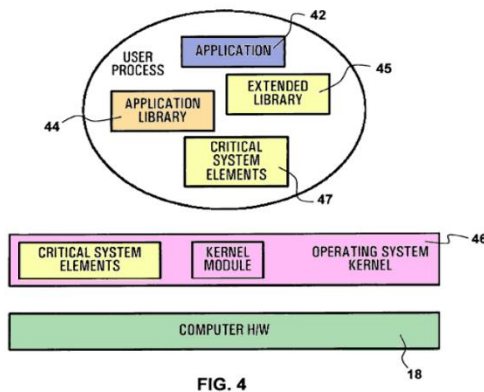 42
APPLICATION
USER
PROCESS
45
EXTENDED
LIBRARY
APPLICATION
LIBRARY
44
CRITICAL
SYSTEM
ELEMENTS
47
46
CRITICAL SYSTEM
ELEMENTS
KERNEL
MODULE
OPERATING SYSTEM
KERNEL
COMPUTER H/W
18
FIG. 4